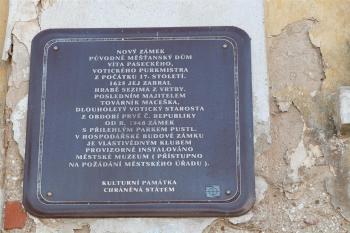 NOVÝ ZÁMEK
PŮVODNĚ MĚŠŤANSKÝ DŮM
VÍTA PASECKÉHO,
VOTICKÉHO PURKMISTRA
Z POČÁTKU 17. STOLETÍ.
1625 JEJ ZABRAL
HRABĚ SEZIMA Z VRTBY.
POSLEDNÍM MAJITELEM
TOVÁRNÍK MACEŠKA,
DLOUHOLETÝ VOTICKÝ STAROSTA
Z OBDOBÍ PRVÉ Č. REPUBLIKY
OD R. 1948 ZÁMEK
S PŘILEHLÝM PARKEM PUSTL.
V HOSPODÁŘSKÉ BUDOVĚ ZÁMKU
JE VLASTIVĚDNÝM KLUBEM
PROVIZORNĚ INSTALOVÁNO
MĚSTSKÉ MUZEUM ( PŘÍSTUPNO
NA POŽÁDÁNÍ MĚSTSKÉHO ÚŘADU ).
KULTURNÍ PAMÁTKA
CHRÁNĚNÁ STÁTEM